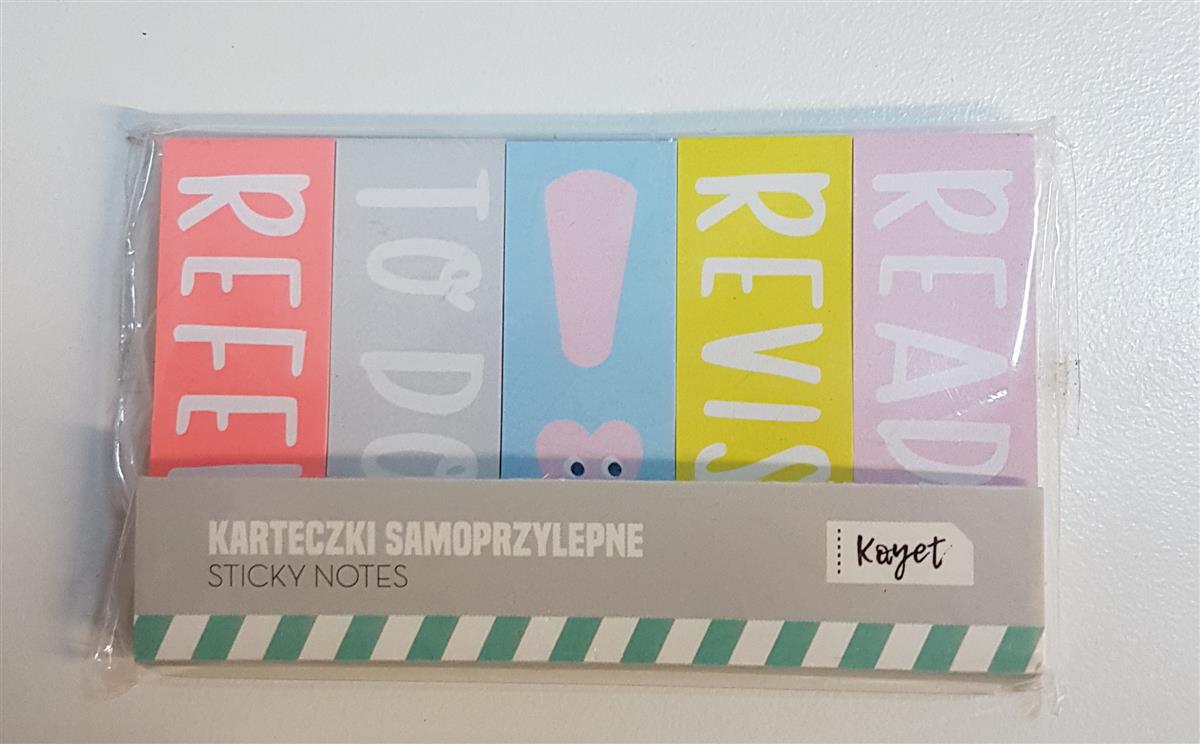 REFE
TO DO
!
REVIS
READ
KARTECZKI SAMOPRZYLEPNE
STICKY NOTES
Kayet